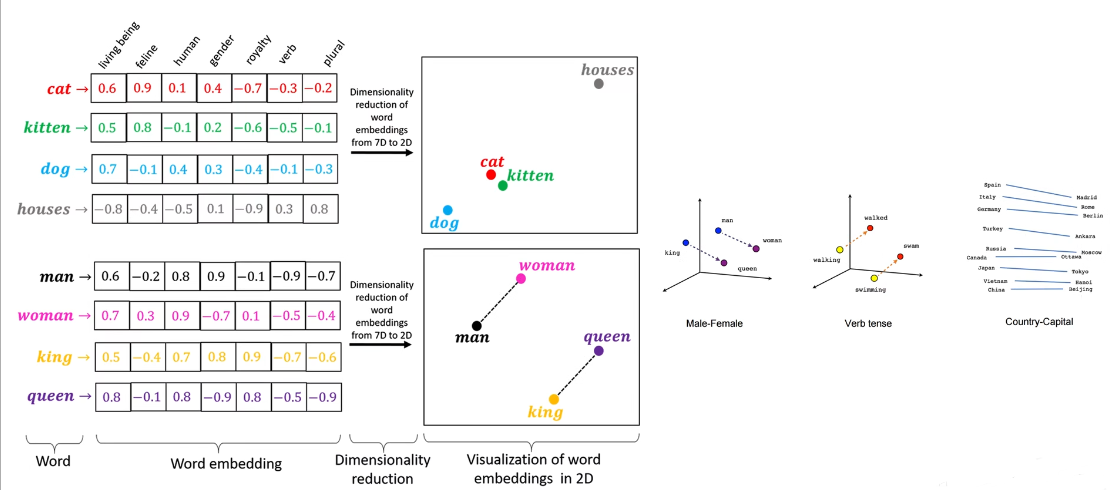 living being feline human gender royalty verb plural
cat → 0.6 0.9 0.1 0.4 −0.7 −0.3 −0.2
kitten → 0.5 0.8 −0.1 0.2 −0.6 −0.5 −0.1
dog → 0.7 −0.1 0.4 0.3 −0.4 −0.1 −0.3
houses → −0.8 −0.4 −0.5 0.1 −0.9 0.3 0.8
Dimensionality
reduction of
word
embeddings
from 7D to 2D
houses
cat
kitten
dog
man → 0.6 −0.2 0.8 0.9 −0.1 −0.9 −0.7
woman → 0.7 0.3 0.9 −0.7 0.1 −0.5 −0.4
king → 0.5 −0.4 0.7 0.8 0.9 −0.7 −0.6
queen → 0.8 −0.1 0.8 −0.9 0.8 −0.5 −0.9
Dimensionality
reduction of
word
embeddings
from 7D to 2D
woman
man
queen
king
Word
Word embedding
Dimensionality
reduction
Visualization of word
embeddings in 2D
man
woman
king
queen
Male-Female
walked
swam
walking
swimming
Verb tense
Spain
Madrid
Italy
Rome
Germany
Berlin
Turkey
Ankara
Russia
Moscow
Canada
Ottawa
Japan
Tokyo
Vietnam
Hanoi
China
Beijing
Country-Capital